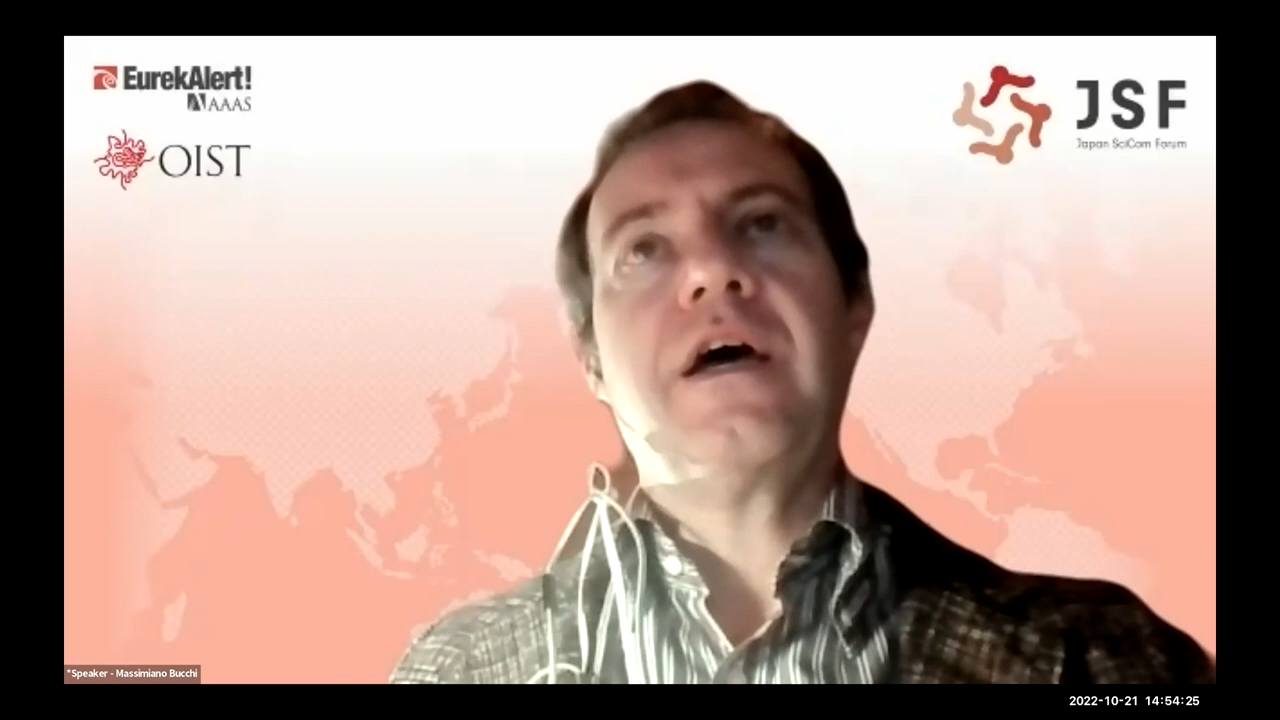 EurekAlert!
AAAS
OIST
JSF
Japan SciCom Forum
*Speaker - Massimiano Bucchi
2022-10-21 14:54:25